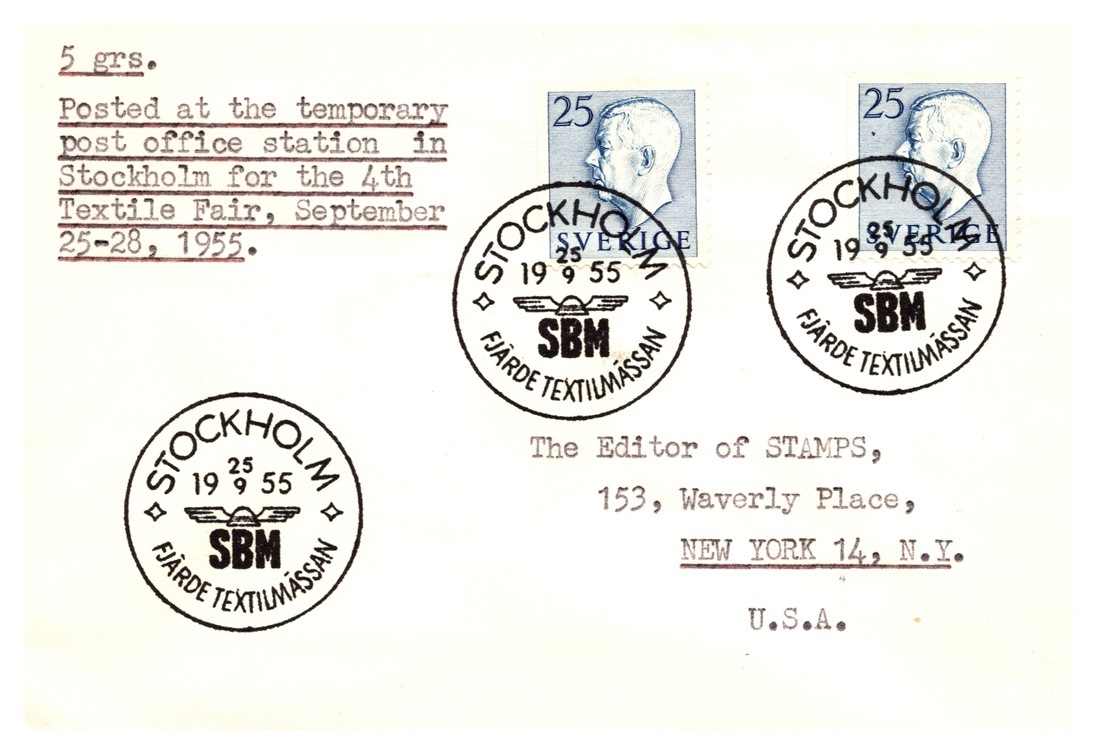 5 grs.
Posted at the temporary
post office station in
Stockholm for the 4th
Textile Fair, September
25-28, 1955.
25
SVERIGE
25
SVERIGE
STOCKHOLM
25
19 9 55
SBM
FJÄRDE TEXTILMÄSSAN
STOCKHOLM
25
19 9 55
SBM
FJÄRDE TEXTILMÄSSAN
STOCKHOLM
25
19 9 55
SBM
FJÄRDE TEXTILMÄSSAN
The Editor of STAMPS,
153, Waverly Place,
NEW YORK 14, N.Y.
U.S.A.